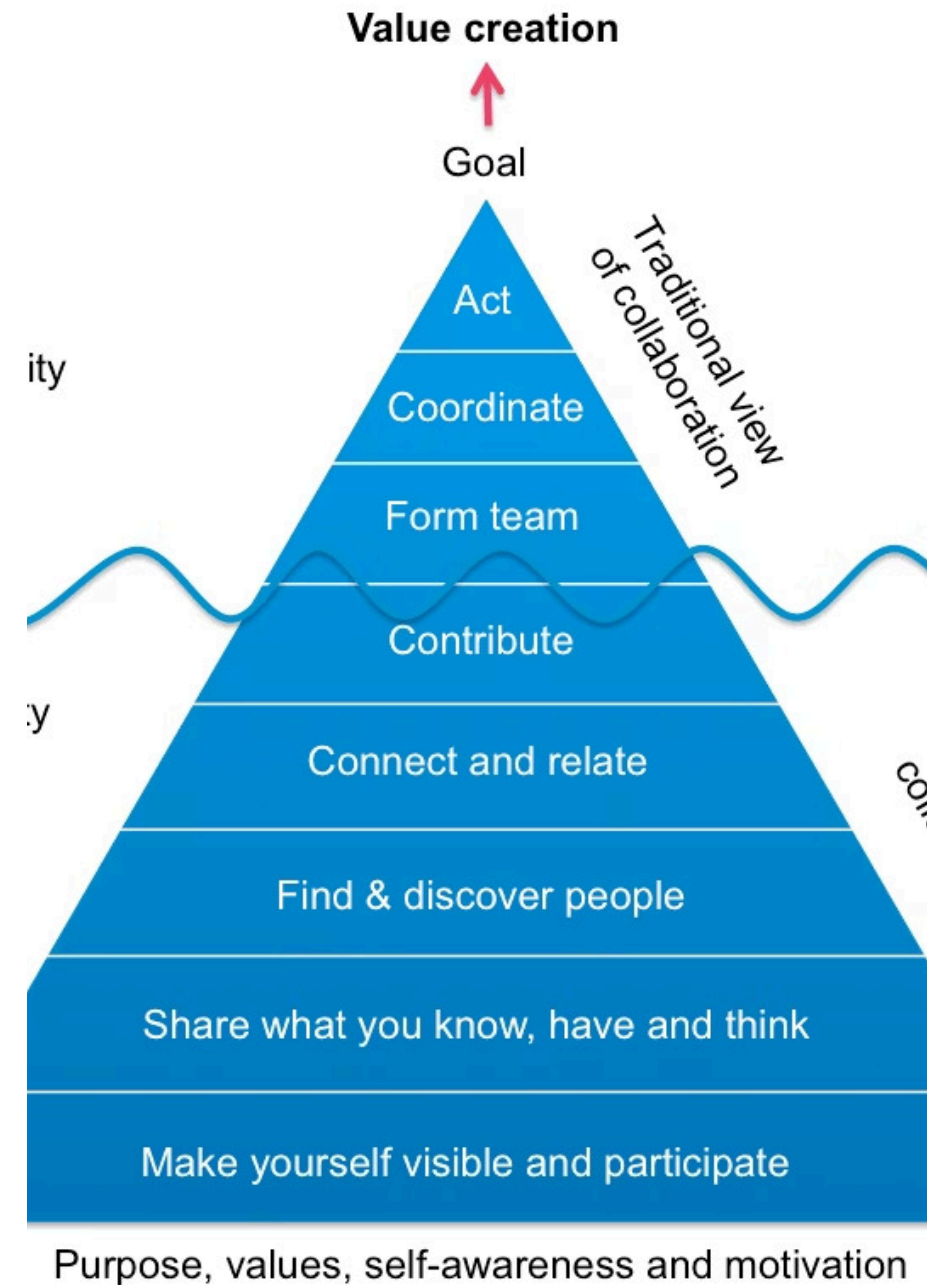 Value creation
Goal
Act
Traditional view
of collaboration
ity
Coordinate
Form team
Contribute
ty
Connect and relate
Find & discover people
Share what you know, have and think
Make yourself visible and participate
Purpose, values, self-awareness and motivation